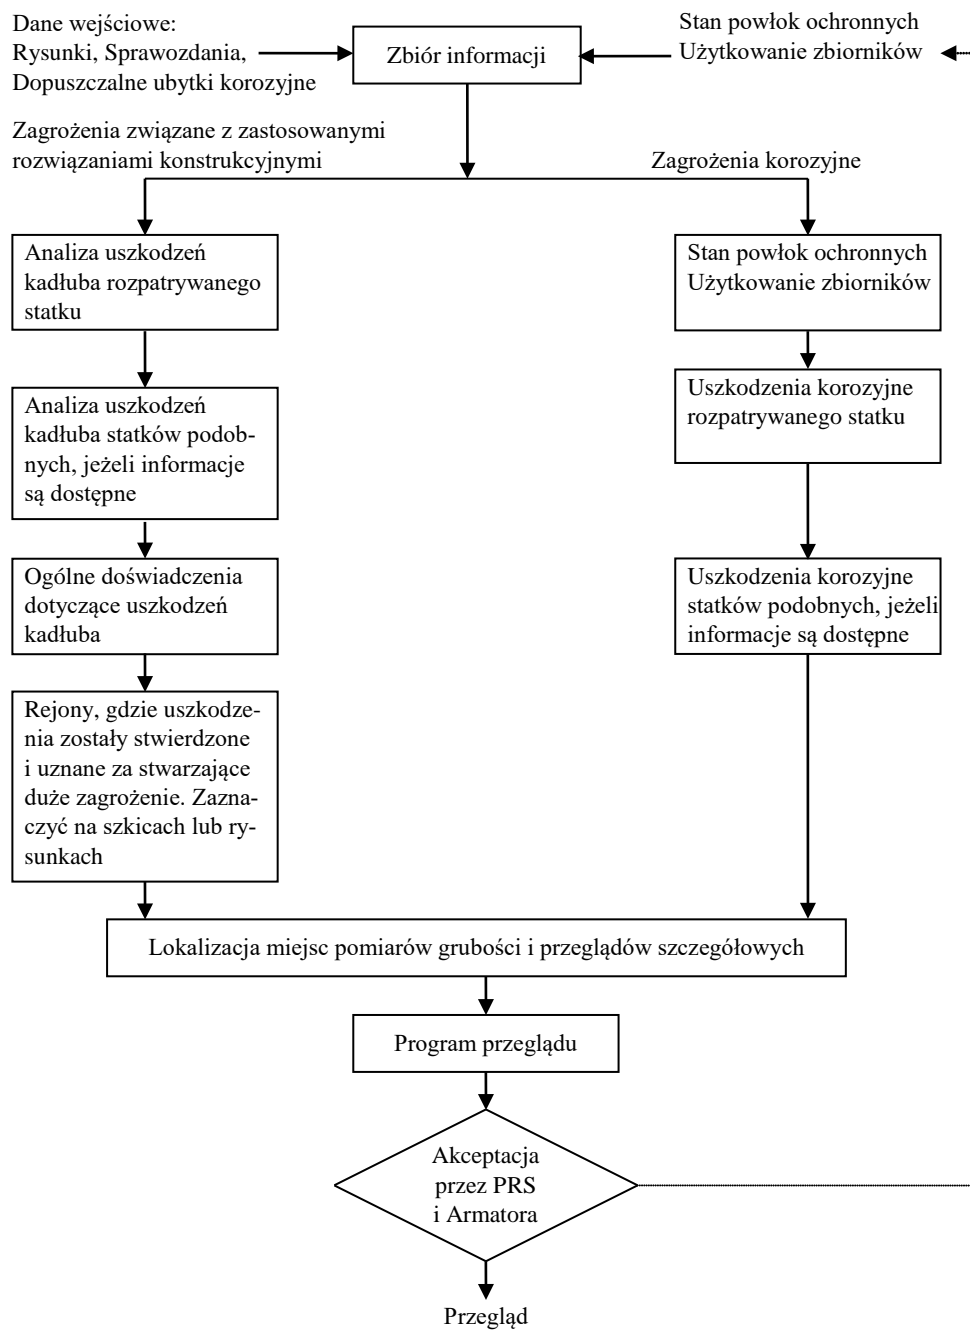 Dane wejściowe:
Rysunki, Sprawozdania,
Dopuszczalne ubytki korozyjne
Zbiór informacji
Stan powłok ochronnych
Użytkowanie zbiorników
Zagrożenia związane z zastosowanymi
rozwiązaniami konstrukcyjnymi
Zagrożenia korozyjne
Analiza uszkodzeń
kadłuba rozpatrywanego
statku
Stan powłok ochronnych
Użytkowanie zbiorników
Analiza uszkodzeń
kadłuba statków podob-
nych, jeżeli informacje
są dostępne
Uszkodzenia korozyjne
rozpatrywanego statku
Ogólne doświadczenia
dotyczące uszkodzeń
kadłuba
Uszkodzenia korozyjne
statków podobnych, jeżeli
informacje są dostępne
Rejony, gdzie uszkodze-
nia zostały stwierdzone
i uznane za stwarzające
duże zagrożenie. Zazna-
czyć na szkicach lub ry-
sunkach
Lokalizacja miejsc pomiarów grubości i przeglądów szczegółowych
Program przeglądu
Akceptacja
przez PRS
i Armatora
Przegląd